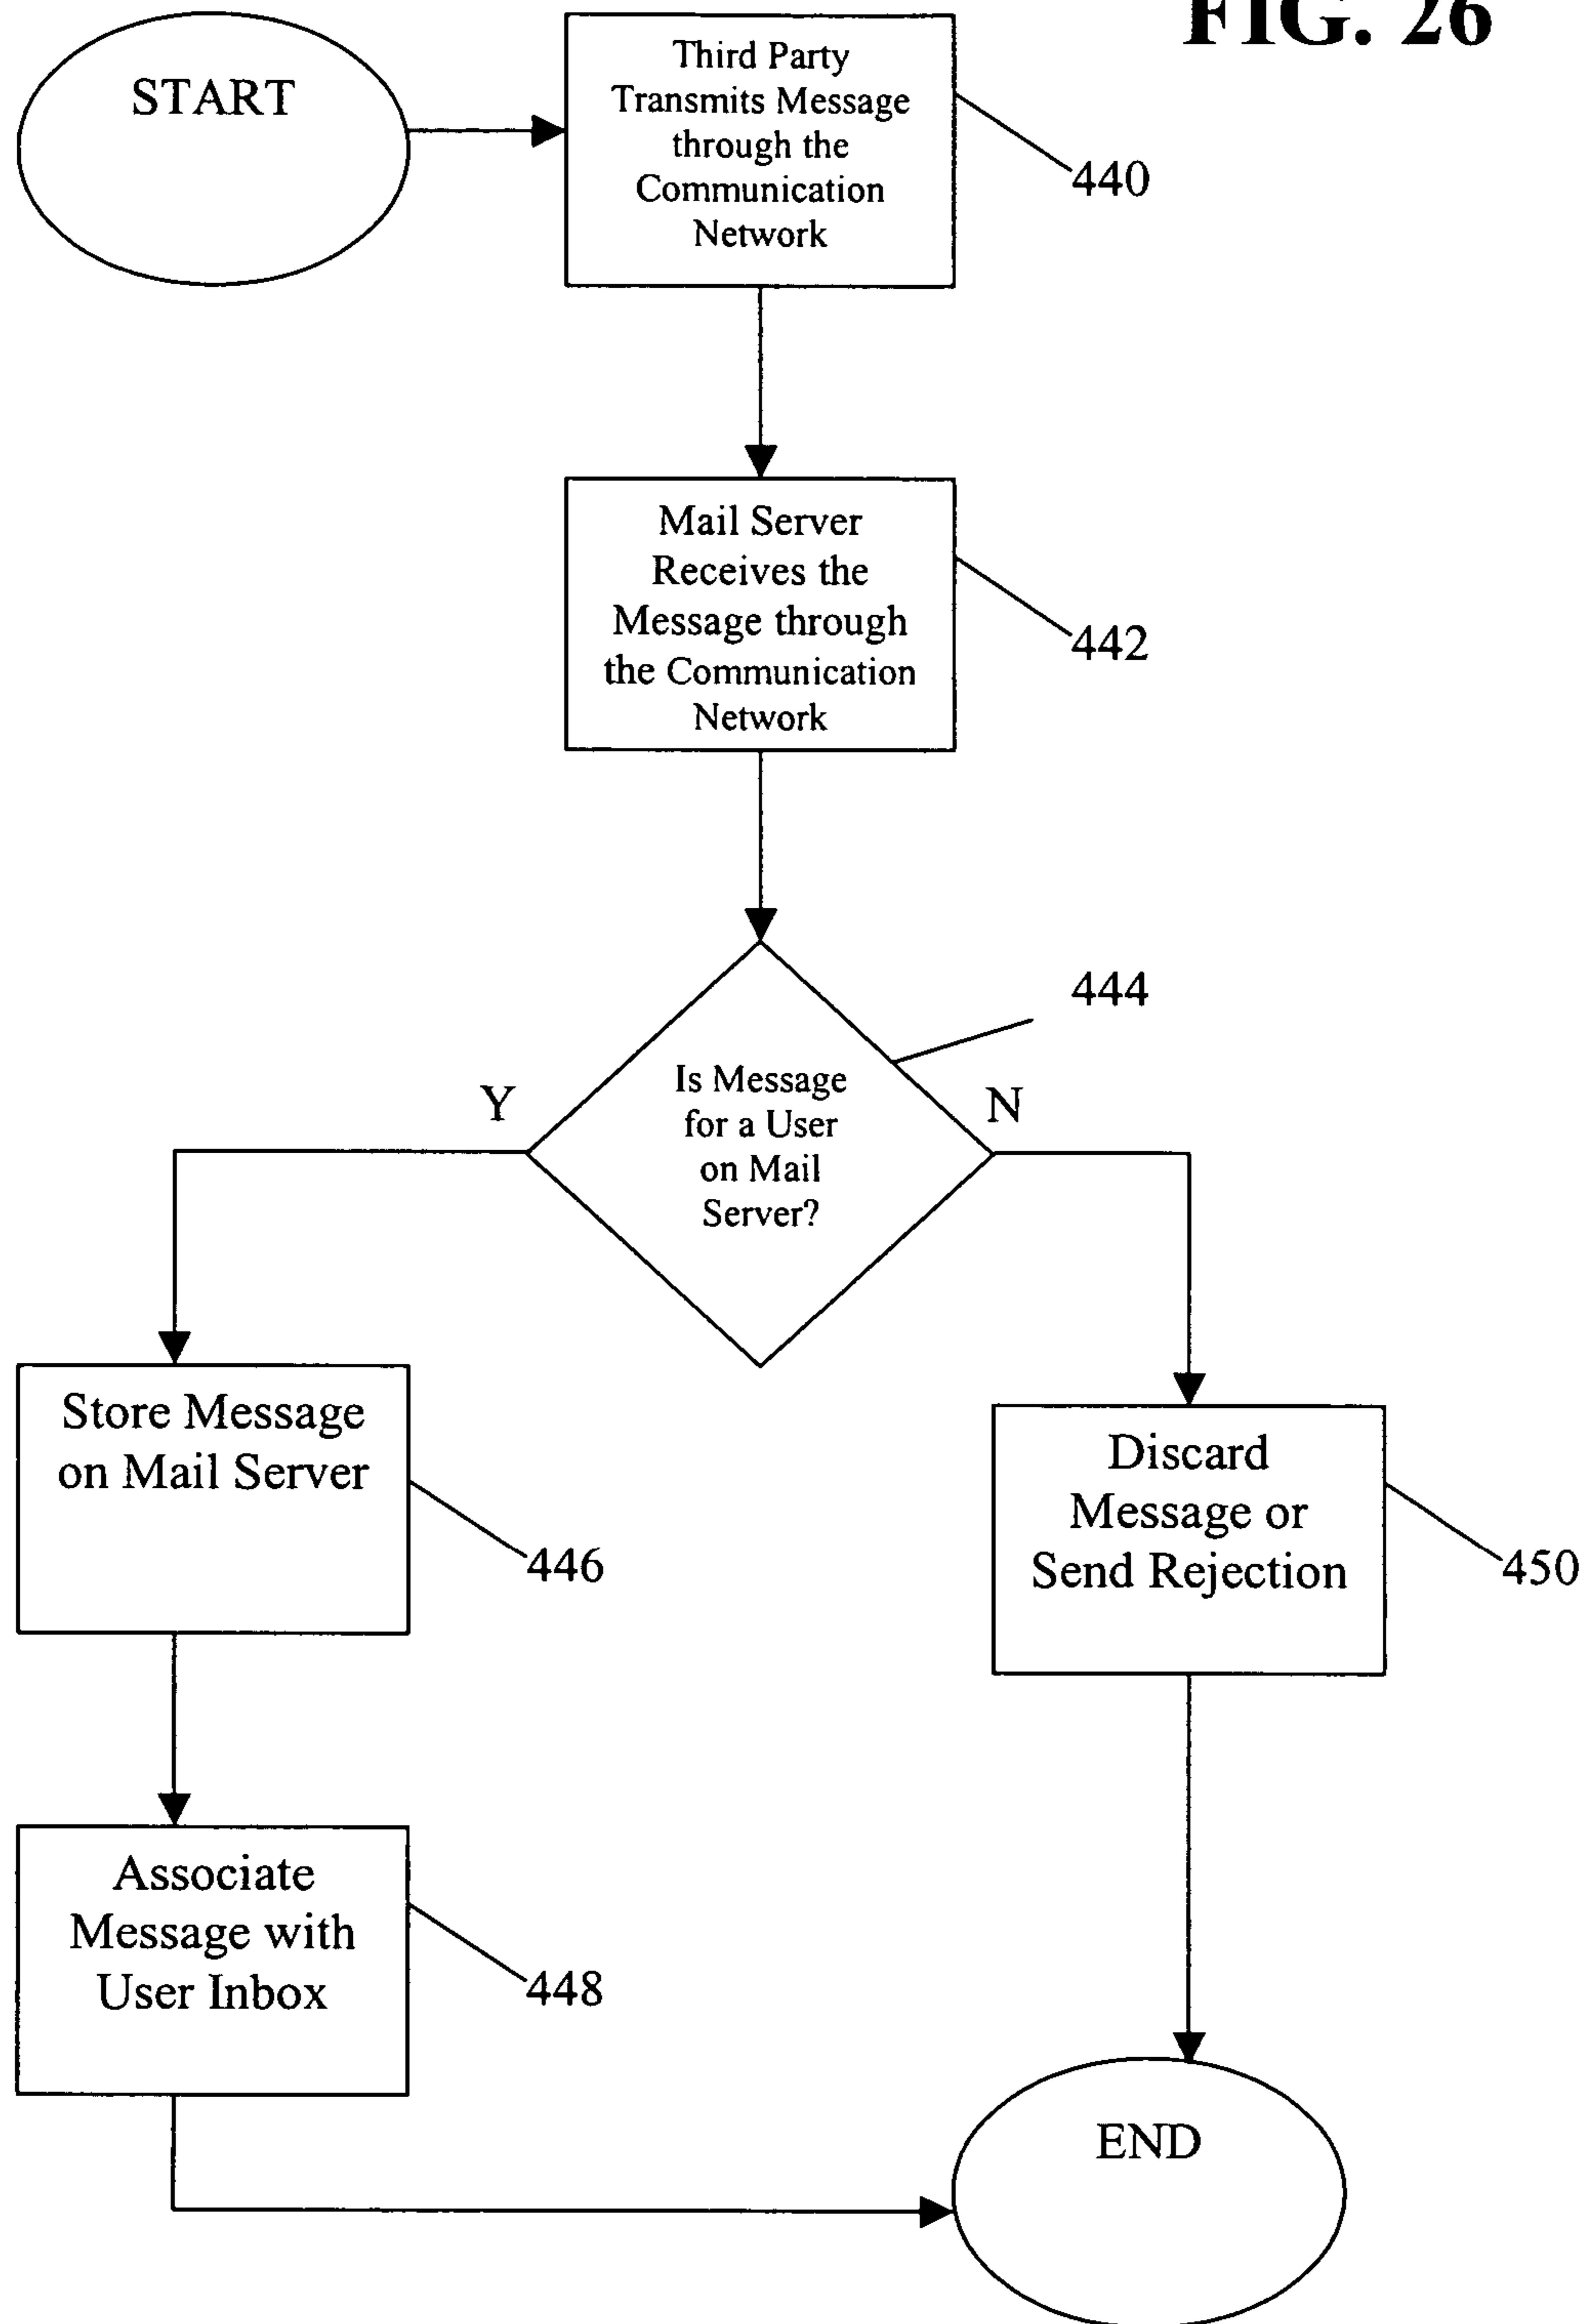 FIG. 26
START
Third Party
Transmits Message
through the
Communication
Network
440
Mail Server
Receives the
Message through
the Communication
Network
442
444
Is Message
for a User
on Mail
Server?
Y
N
Store Message
on Mail Server
446
Discard
Message or
Send Rejection
450
Associate
Message with
User Inbox
448
END